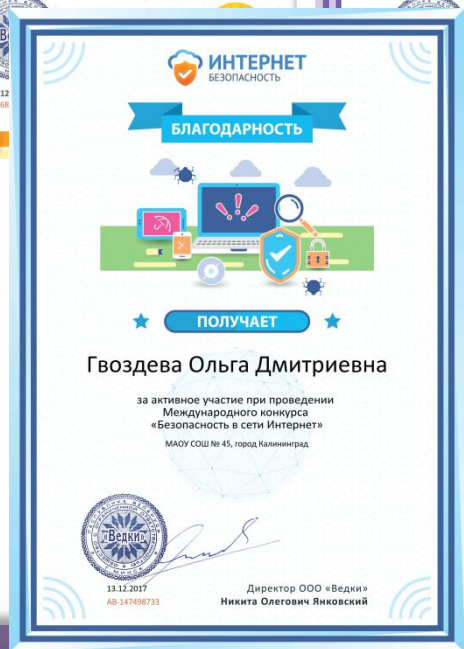 ИНТЕРНЕТ
БЕЗОПАСНОСТЬ
БЛАГОДАРНОСТЬ
ПОЛУЧАЕТ
Гвоздева Ольга Дмитриевна
за активное участие при проведении
Международного конкурса
«Безопасность в сети Интернет»
МАОУ СОШ № 45, город Калининград
«Ведки»
13.12.2017
АВ-147498733
Директор ООО «Ведки»
Никита Олегович Янковский